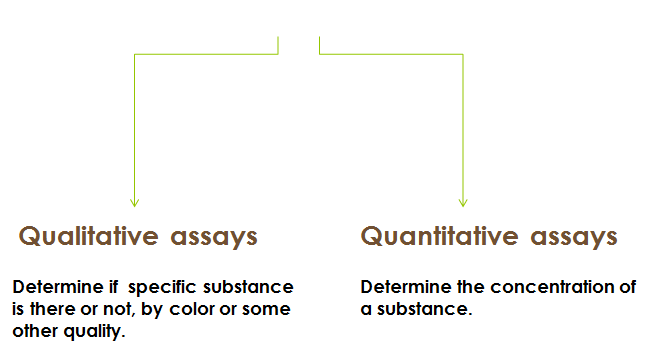 Qualitative assays
Determine if specific substance
is there or not, by color or some
other quality.
Quantitative assays
Determine the concentration of
a substance.